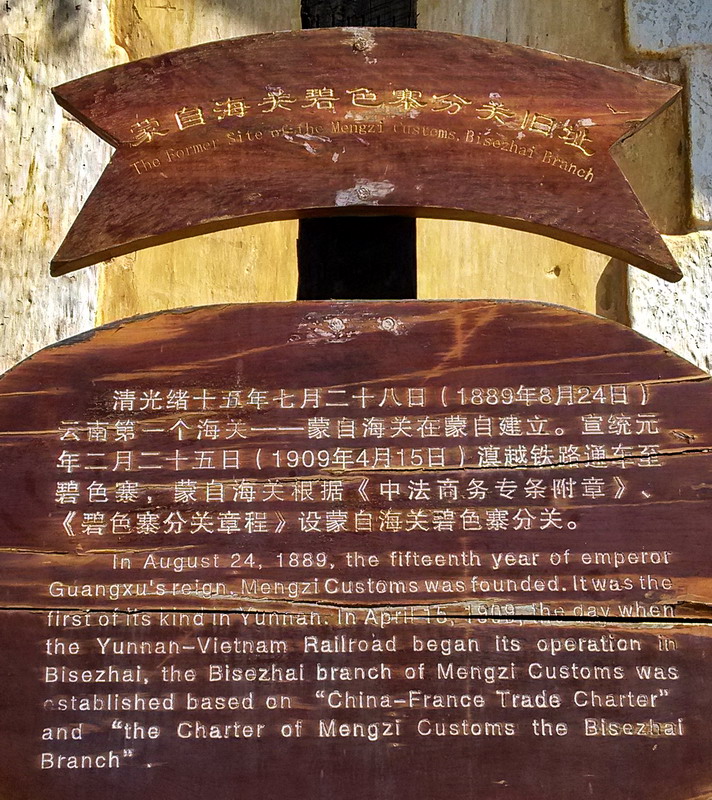 蒙自海关碧色寨分关旧址
The Former Site of the Mengzi customs, Bisezhai Branch
清光绪十五年七月二十八日（1889年8月24日）
云南第一个海关——蒙自海关在蒙自建立。宣统元
年二月二十五日（1909年4月15日）滇越铁路通车至
碧色寨，蒙自海关根据《中法商务专条附章》、
《碧色寨分关章程》设蒙自海关碧色寨分关。
In August 24, 1889, the fifteenth year of emperor
Guangxu's reign, Mengzi Customs was founded. It was the
first of its kind in Yunnan. In April 15, 1909, the day when
the Yunnan-Vietnam Railroad began its operation in
Bisezhai, the Bisezhai branch of Mengzi Customs was
established based on “China-France Trade Charter”
and “the Charter of Mengzi Customs the Bisezhai
Branch” .